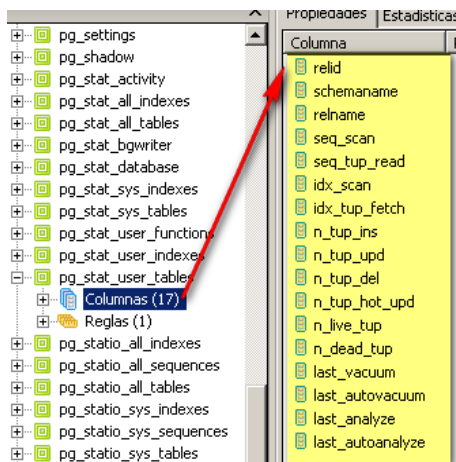 pg_settings
pg_shadow
pg_stat_activity
pg_stat_all_indexes
pg_stat_all_tables
pg_stat_bgwriter
pg_stat_database
pg_stat_sys_indexes
pg_stat_sys_tables
pg_stat_user_functions
pg_stat_user_indexes
pg_stat_user_tables
Columnas (17)
Reglas (1)
pg_statio_all_indexes
pg_statio_all_sequences
pg_statio_all_tables
pg_statio_sys_indexes
pg_statio_sys_sequences
pg_statio_sys_tables
Propiedades Estadísticas
Columna
relid
schemaname
relname
seq_scan
seq_tup_read
idx_scan
idx_tup_fetch
n_tup_ins
n_tup_upd
n_tup_del
n_tup_hot_upd
n_live_tup
n_dead_tup
last_vacuum
last_autovacuum
last_analyze
last_autoanalyze